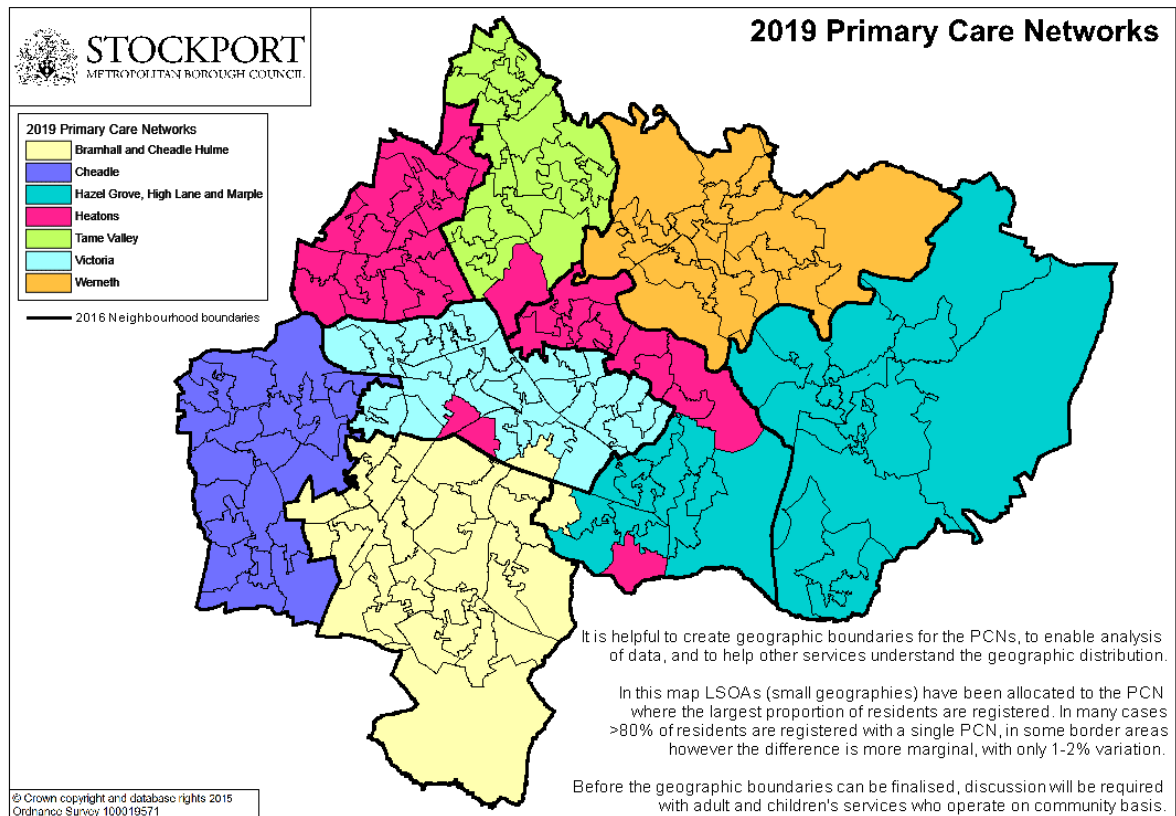 STOCKPORT
METROPOLITAN BOROUGH COUNCIL
2019 Primary Care Networks
2019 Primary Care Networks
Bramhall and Cheadle Hulme
Cheadle
Hazel Grove, High Lane and Marple
Heatons
Tame Valley
Victoria
Werneth
2016 Neighbourhood boundaries
It is helpful to create geographic boundaries for the PCNs, to enable analysis
of data, and to help other services understand the geographic distribution.
In this map LSOAs (small geographies) have been allocated to the PCN
where the largest proportion of residents are registered. In many cases
>80% of residents are registered with a single PCN, in some border areas
however the difference is more marginal, with only 1-2% variation.
Before the geographic boundaries can be finalised, discussion will be required
with adult and children's services who operate on community basis.
© Crown copyright and database rights 2015
Ordnance Survey 100019571